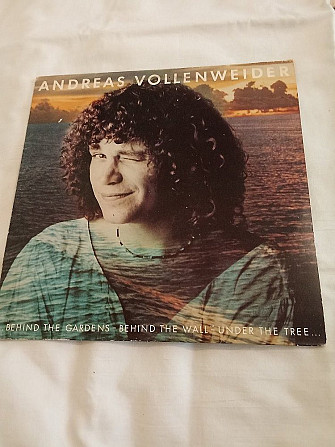 ANDREAS VOLLENWEIDER
BEHIND THE GARDENS - BEHIND THE WALL - UNDER THE TREE...